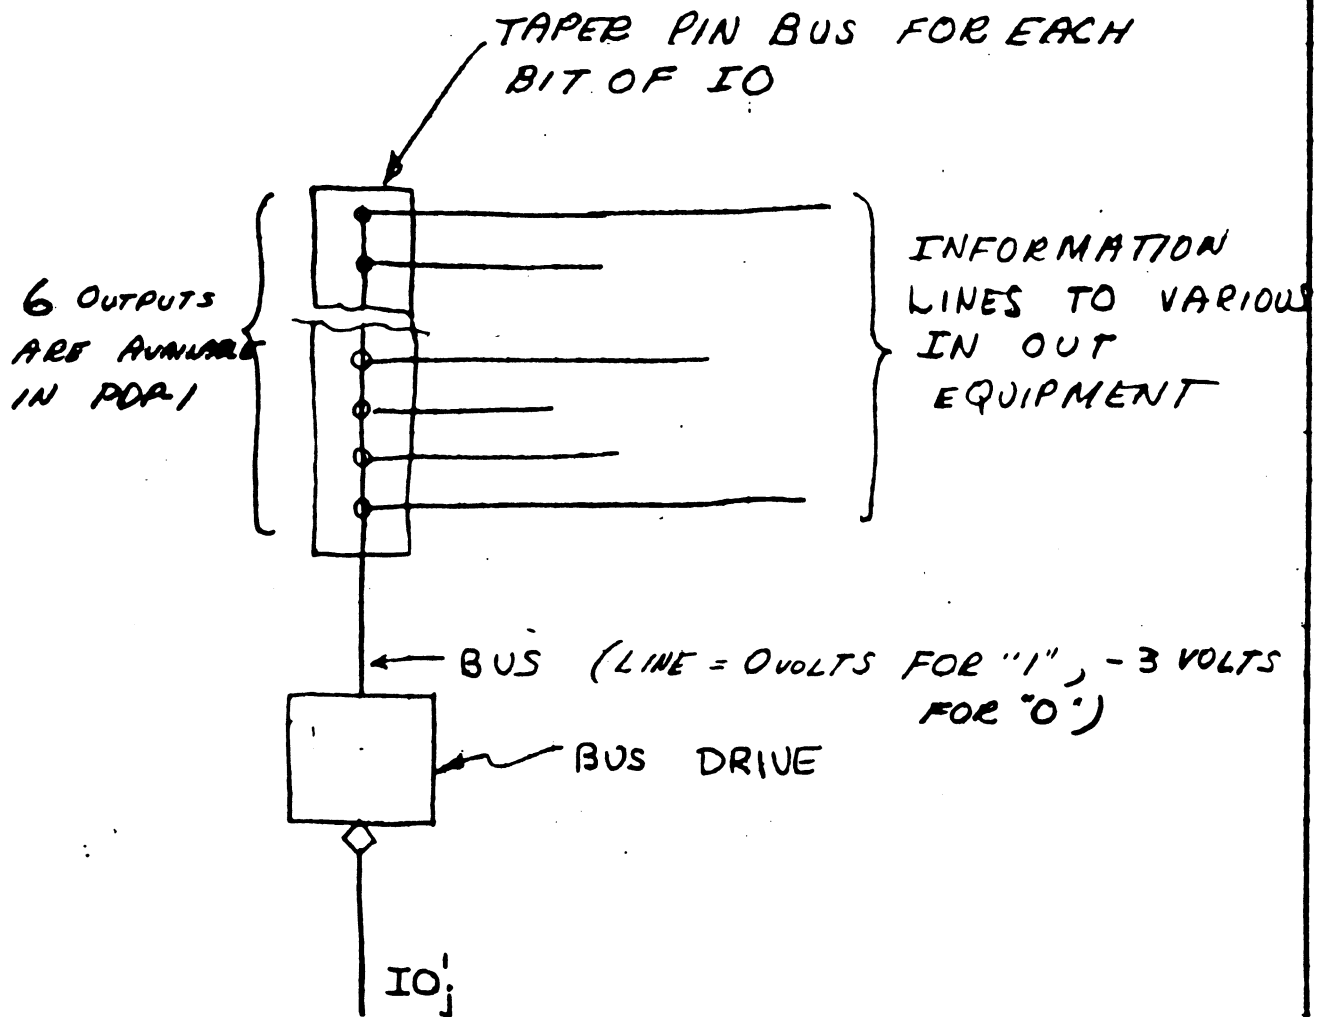 TAPER PIN BUS FOR EACH
BIT OF IO
6 OUTPUTS
ARE AVAILABLE
IN PDP1
INFORMATION
LINES TO VARIOUS
IN OUT
EQUIPMENT
BUS (LINE = 0 VOLTS FOR "1", -3 VOLTS
FOR "0")
BUS DRIVE
IO¹j